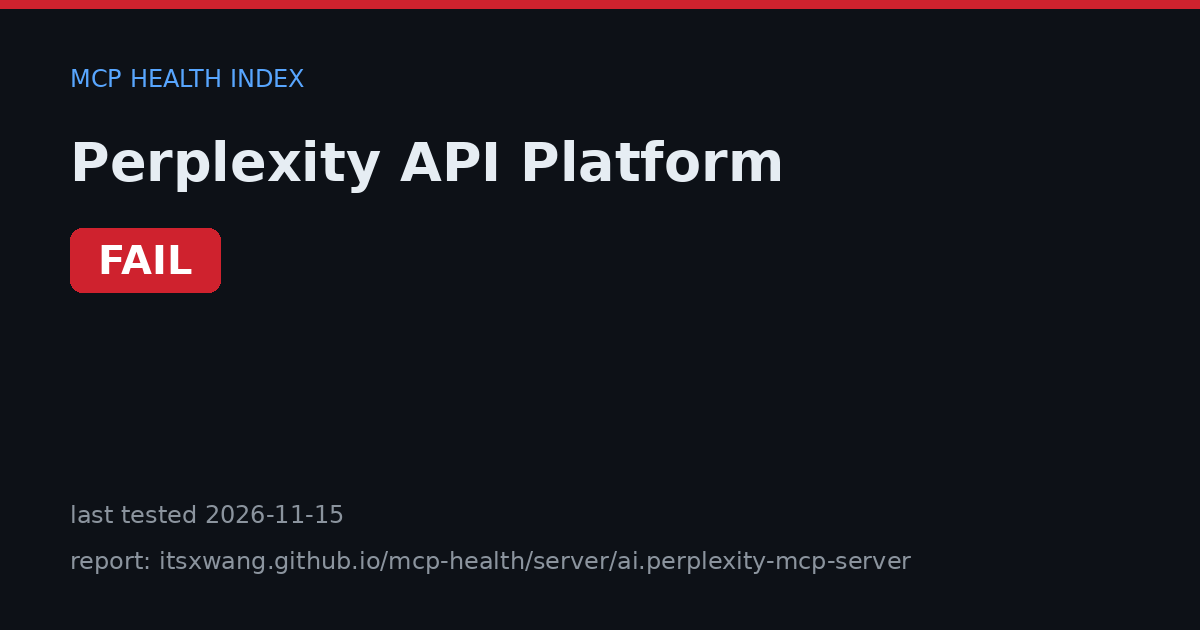 MCP HEALTH INDEX
Perplexity API Platform
FAIL
last tested 2026-11-15
report: itsxwang.github.io/mcp-health/server/ai.perplexity-mcp-server